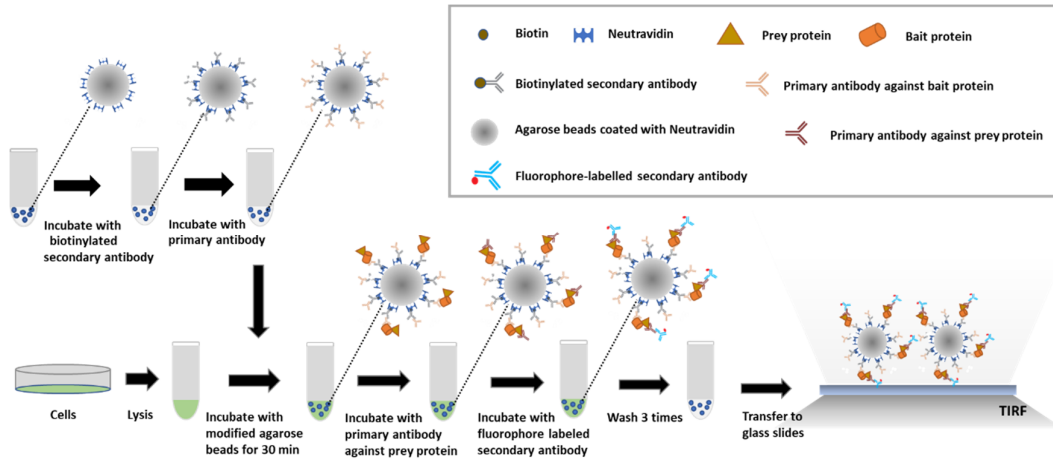 Biotin
Neutravidin
Prey protein
Bait protein
Biotinylated secondary antibody
Primary antibody against bait protein
Agarose beads coated with Neutravidin
Primary antibody against prey protein
Fluorophore-labelled secondary antibody
Incubate with
biotinylated
secondary antibody
Incubate with
primary antibody
Cells
Lysis
Incubate with
modified agarose
beads for 30 min
Incubate with
primary antibody
against prey protein
Incubate with
fluorophore labeled
secondary antibody
Wash 3 times
Transfer to
glass slides
TIRF